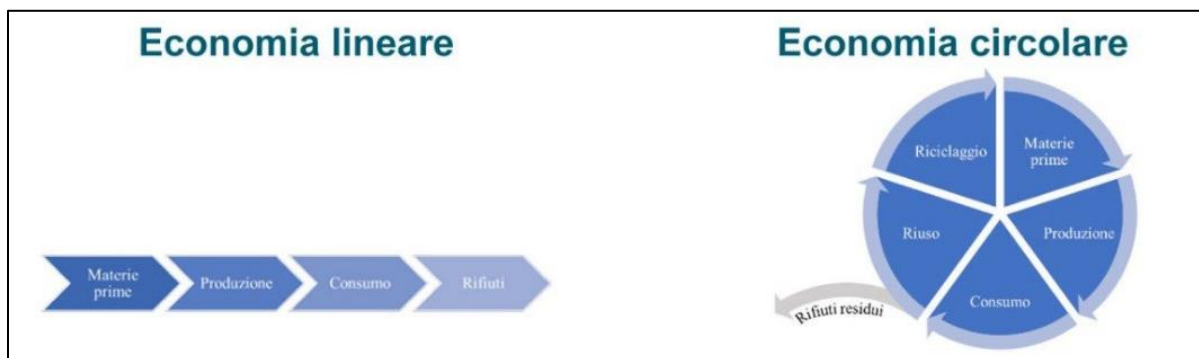 Economia lineare
Materie
prime
Produzione
Consumo
Rifiuti
Economia circolare
Riciclaggio
Materie
prime
Riuso
Produzione
Consumo
Rifiuti residui